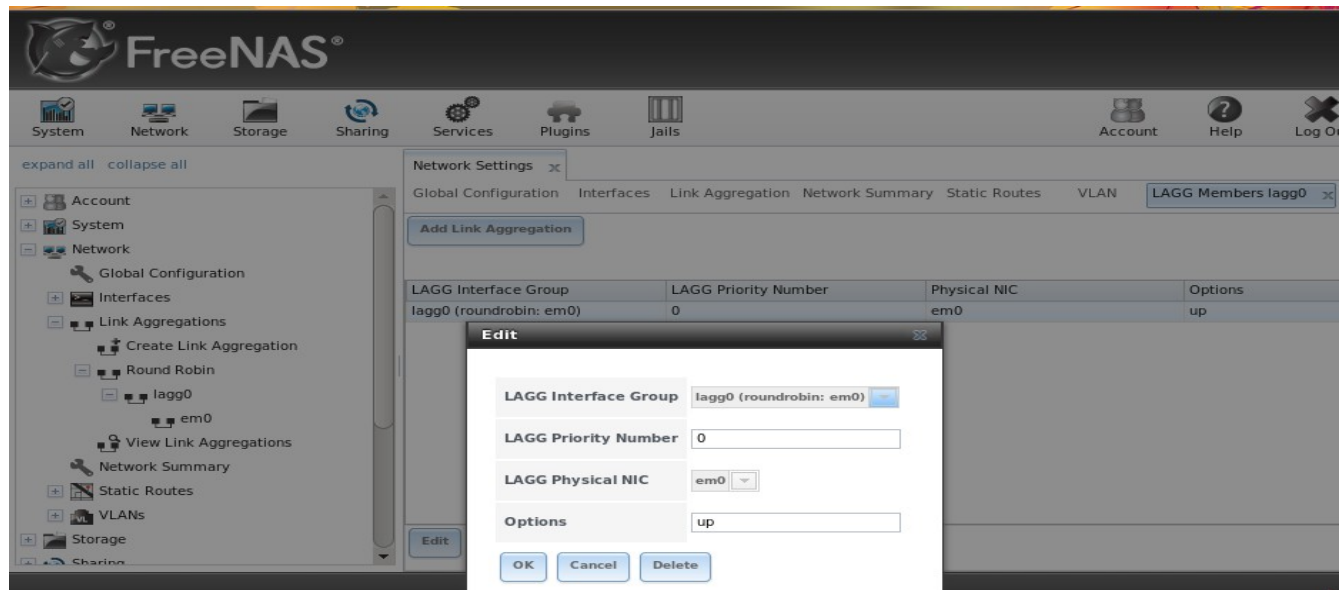 FreeNAS®
System Network Storage Sharing Services Plugins Jails Account Help
expand all collapse all
Account
System
Network
Global Configuration
Interfaces
Link Aggregations
Create Link Aggregation
Round Robin
lagg0
em0
View Link Aggregations
Network Summary
Static Routes
VLANs
Storage
Sharing
Network Settings x
Global Configuration Interfaces Link Aggregation Network Summary Static Routes VLAN LAGG Members lagg0 x
Add Link Aggregation
LAGG Interface Group LAGG Priority Number Physical NIC Options
lagg0 (roundrobin: em0) 0 em0 up
Edit
Edit
LAGG Interface Group lagg0 (roundrobin: em0)
LAGG Priority Number 0
LAGG Physical NIC em0
Options up
OK Cancel Delete